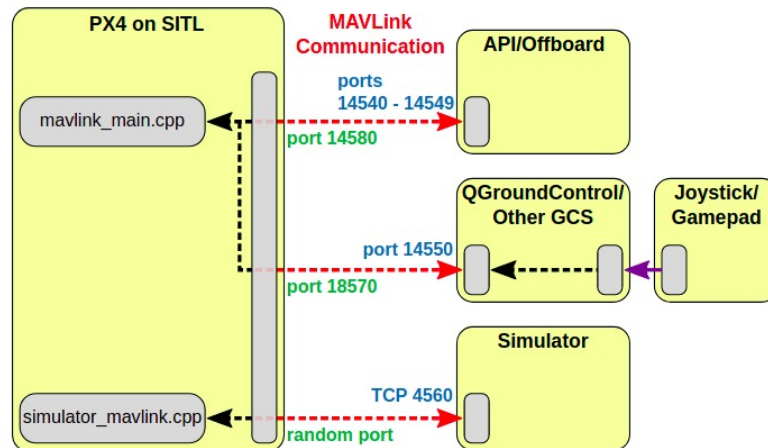 PX4 on SITL
MAVLink
Communication
API/Offboard
ports
14540 - 14549
mavlink_main.cpp
port 14580
QGroundControl/
Other GCS
Joystick/
Gamepad
port 14550
port 18570
Simulator
TCP 4560
simulator_mavlink.cpp
random port